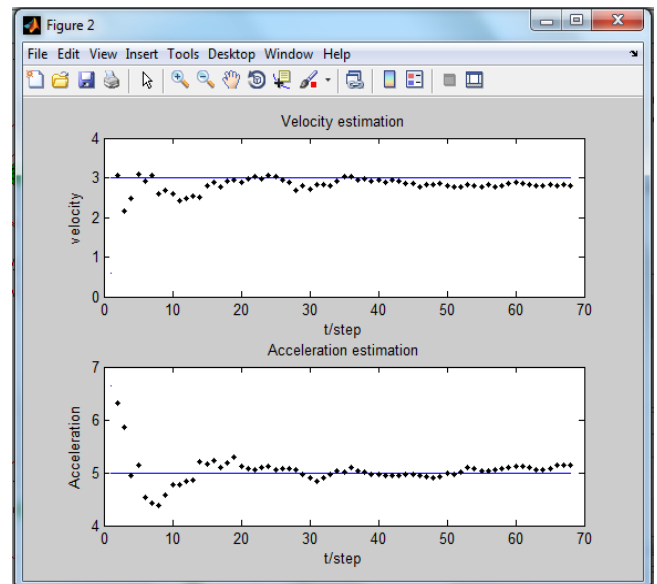 Figure 2
File Edit View Insert Tools Desktop Window Help
Velocity estimation
4
3
2
1
0
velocity
0 10 20 30 40 50 60 70
t/step
Acceleration estimation
7
6
5
4
Acceleration
0 10 20 30 40 50 60 70
t/step